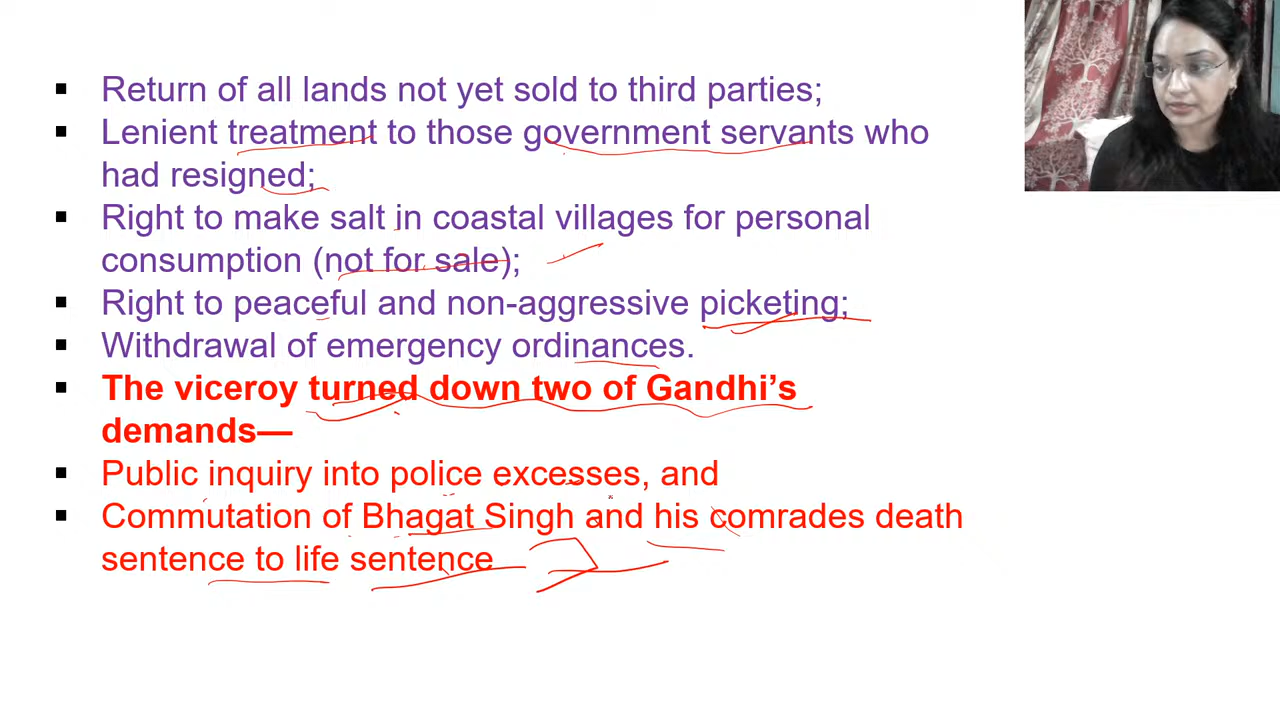 ▪ Return of all lands not yet sold to third parties;
▪ Lenient treatment to those government servants who
had resigned;
▪ Right to make salt in coastal villages for personal
consumption (not for sale);
▪ Right to peaceful and non-aggressive picketing;
▪ Withdrawal of emergency ordinances.
▪ The viceroy turned down two of Gandhi’s
demands—
▪ Public inquiry into police excesses, and
▪ Commutation of Bhagat Singh and his comrades death
sentence to life sentence